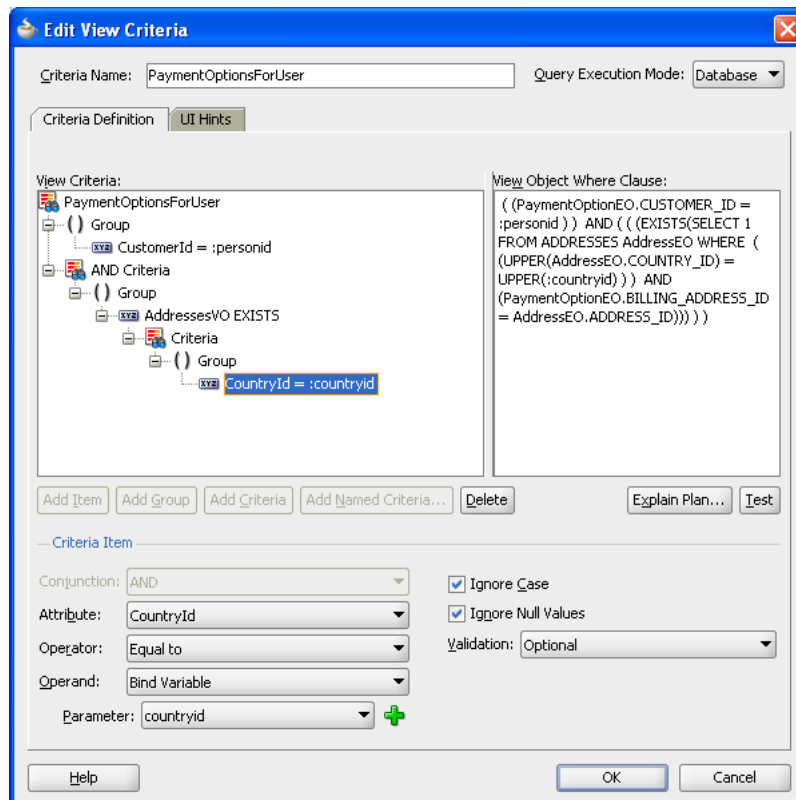 Edit View Criteria
Criteria Name: PaymentOptionsForUser Query Execution Mode: Database
Criteria Definition UI Hints
View Criteria:
PaymentOptionsForUser
() Group
XYZ CustomerId = :personid
AND Criteria
() Group
XYZ AddressesVO EXISTS
Criteria
() Group
XYZ CountryId = :countryid
View Object Where Clause:
( (PaymentOptionEO.CUSTOMER_ID =
:personid ) ) AND ( ( (EXISTS(SELECT 1
FROM ADDRESSES AddressEO WHERE (
(UPPER(AddressEO.COUNTRY_ID) =
UPPER(:countryid) ) ) AND
(PaymentOptionEO.BILLING_ADDRESS_ID
= AddressEO.ADDRESS_ID))) ) )
Add Item Add Group Add Criteria Add Named Criteria... Delete Explain Plan... Test
Criteria Item
Conjunction: AND
Attribute: CountryId
Operator: Equal to
Operand: Bind Variable
Parameter: countryid
Ignore Case
Ignore Null Values
Validation: Optional
Help OK Cancel